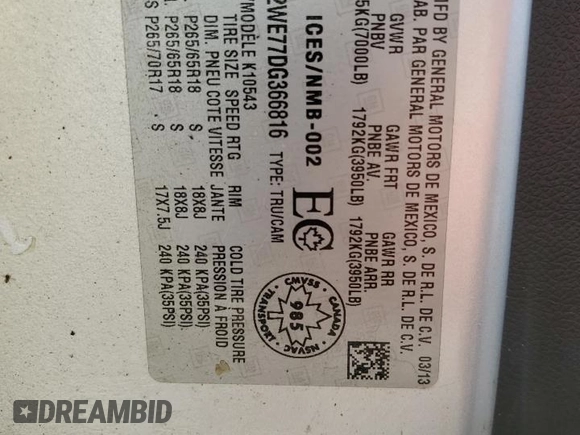 MFD BY GENERAL MOTORS DE MEXICO, S. DE R.L. DE C.V. 03/13
FAB. PAR GENERAL MOTORS DE MEXICO, S. DE R.L. DE C.V.
GVWR GAWR FRT GAWR RR
PNBV PNBE AV. PNBE ARR.
5KG(7000LB) 1792KG(3950LB) 1792KG(3950LB)
ICES/NMB-002
EC
CANADA
CMVSS
985
NSVAC
TRANSPORT
2WE77DG366816 TYPE: TRU/CAM
/MODÈLE K10543
TIRE SIZE SPEED RTG RIM COLD TIRE PRESSURE
DIM. PNEU COTE VITESSE JANTE PRESSION À FROID
P265/65R18 S 18X8J 240 KPA(35PSI)
P265/65R18 S 18X8J 240 KPA(35PSI)
S P265/70R17 S 17X7.5J 240 KPA(35PSI)
DREAMBID